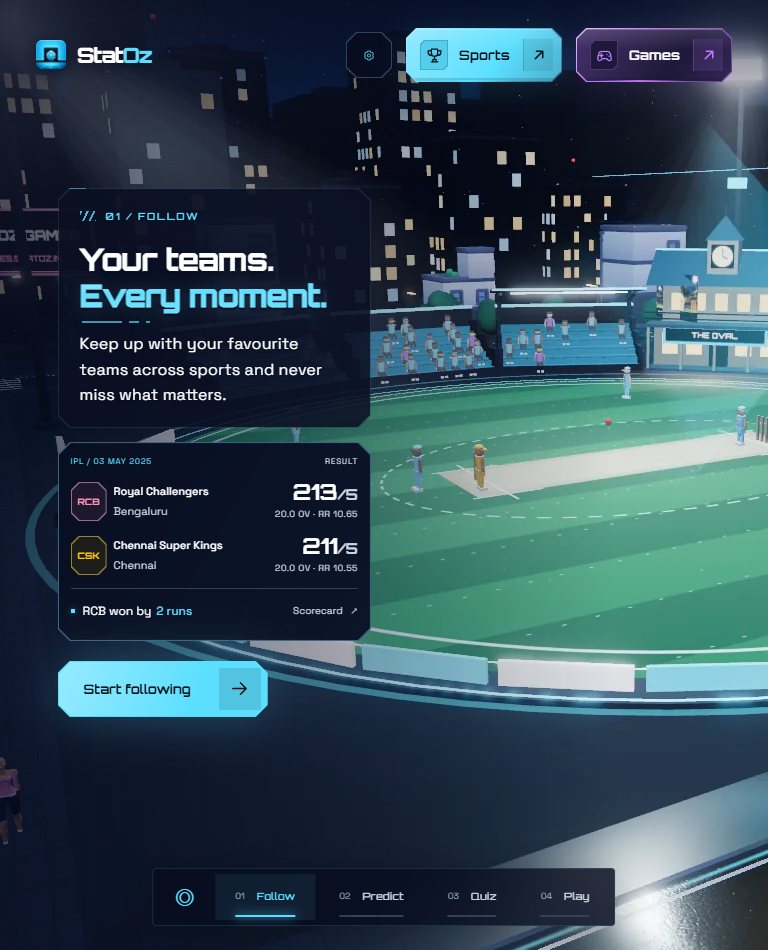 StatOz
Sports
Games
01 / FOLLOW
Your teams.
Every moment.
Keep up with your favourite
teams across sports and never
miss what matters.
THE OVAL
IPL / 03 MAY 2025
RESULT
RCB
Royal Challengers
Bengaluru
213/5
20.0 OV · RR 10.65
CSK
Chennai Super Kings
Chennai
211/5
20.0 OV · RR 10.55
RCB won by 2 runs
Scorecard ↗
Start following
01 Follow
02 Predict
03 Quiz
04 Play